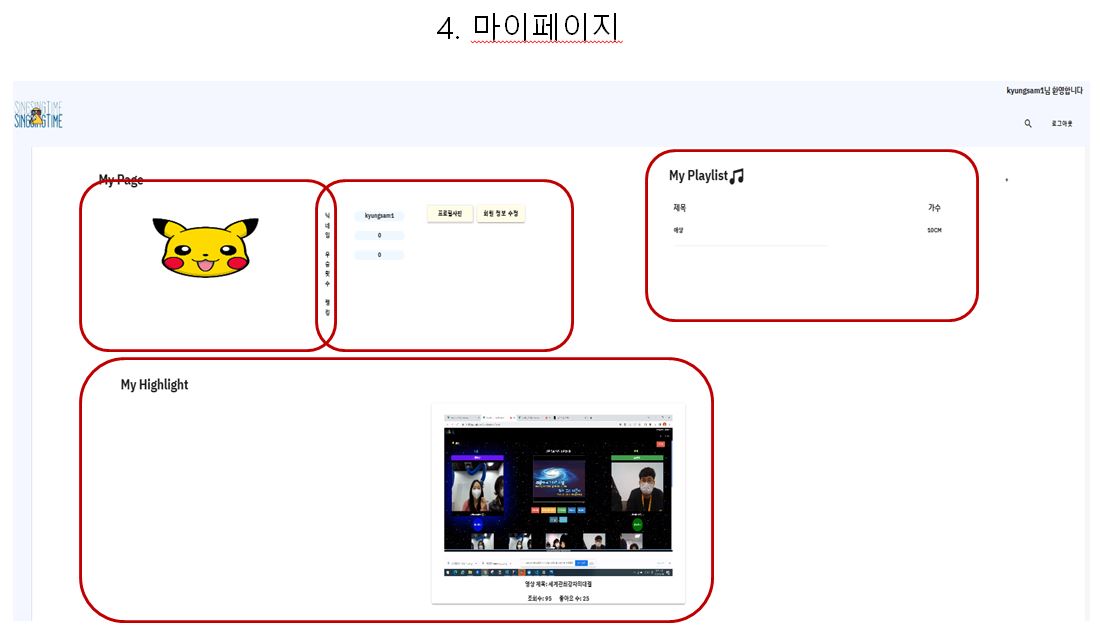 4. 마이페이지
kyungsam1님 환영합니다
SINGSINGTIME
SINGSINGTIME
로그아웃
My Page
닉네임
kyungsam1
프로필사진
회원 정보 수정
우승횟수
0
랭킹
0
My Playlist
제목 가수
10CM
My Highlight
영상 제목: 세계관최강자의대결
조회수: 95 좋아요 수: 25